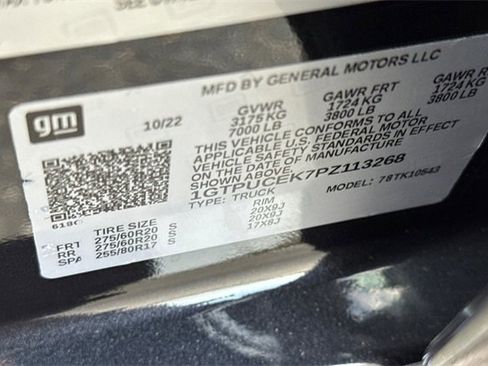 MFD BY GENERAL MOTORS LLC
gm
10/22
GVWR GAWR FRT GAWR R
3175 KG 1724 KG 1724 KG
7000 LB 3800 LB 3800 LB
THIS VEHICLE CONFORMS TO ALL
APPLICABLE U.S. FEDERAL MOTOR
VEHICLE SAFETY STANDARDS IN EFFECT
ON THE DATE OF MANUFACTURE
SHOWN ABOVE.
1GTPUCEK7PZ113268
TYPE: TRUCK MODEL: 78TK10543
TIRE SIZE RIM
FRT 275/60R20 S 20X9J
RR 275/60R20 S 20X9J
SPA 255/80R17 S 17X8J